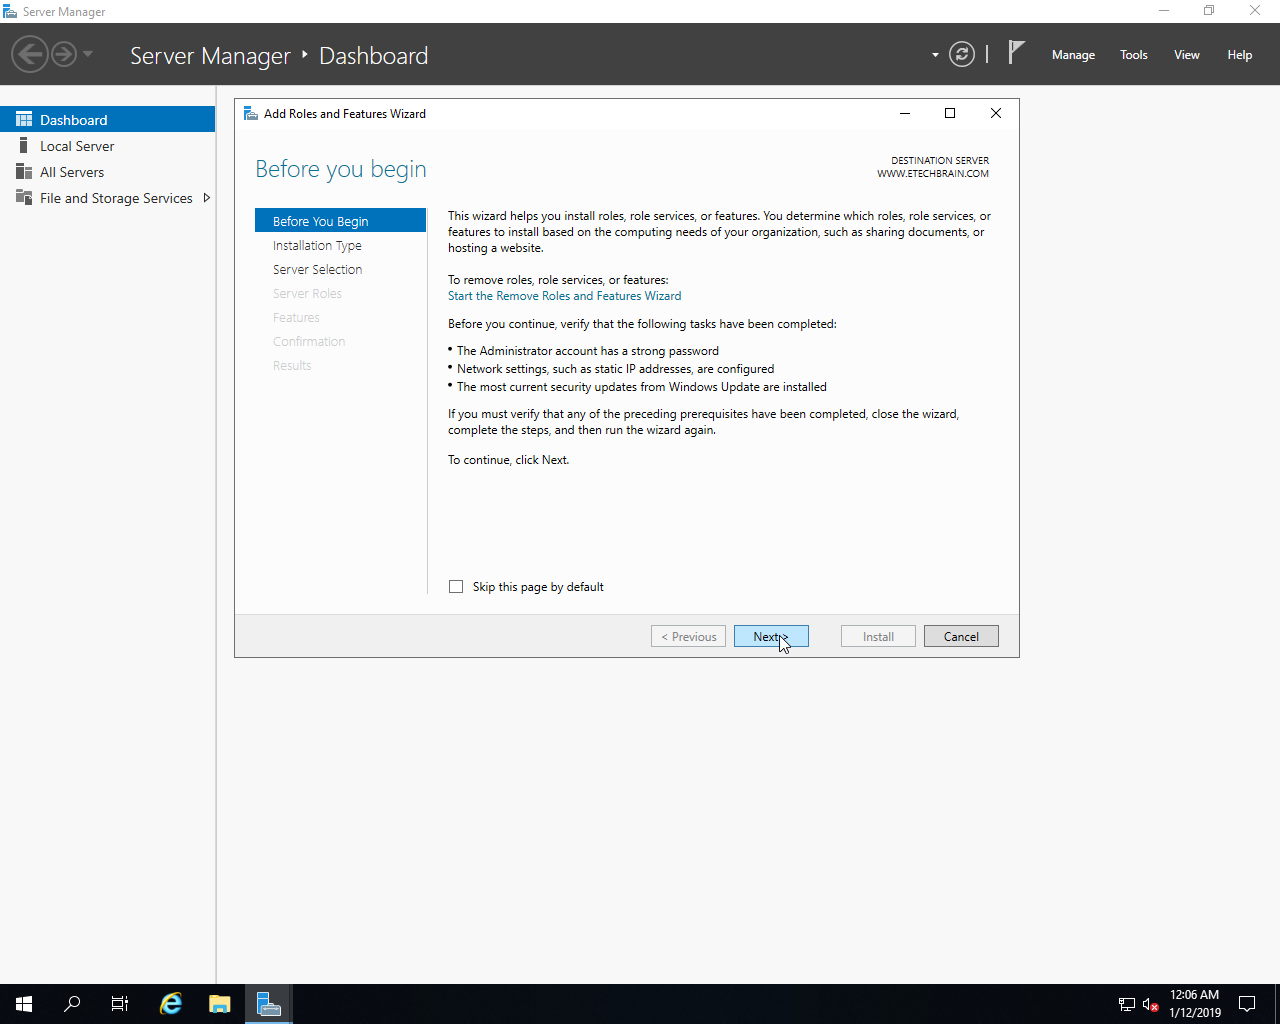 Server Manager
Server Manager
Dashboard
Manage
Tools
View
Help
Dashboard
Local Server
All Servers
File and Storage Services
Add Roles and Features Wizard
Before you begin
DESTINATION SERVER
WWW.ETECHBRAIN.COM
Before You Begin
Installation Type
Server Selection
Server Roles
Features
Confirmation
Results
This wizard helps you install roles, role services, or features. You determine which roles, role services, or
features to install based on the computing needs of your organization, such as sharing documents, or
hosting a website.
To remove roles, role services, or features:
Start the Remove Roles and Features Wizard
Before you continue, verify that the following tasks have been completed:
• The Administrator account has a strong password
• Network settings, such as static IP addresses, are configured
• The most current security updates from Windows Update are installed
If you must verify that any of the preceding prerequisites have been completed, close the wizard,
complete the steps, and then run the wizard again.
To continue, click Next.
Skip this page by default
< Previous
Next >
Install
Cancel
12:06 AM
1/12/2019